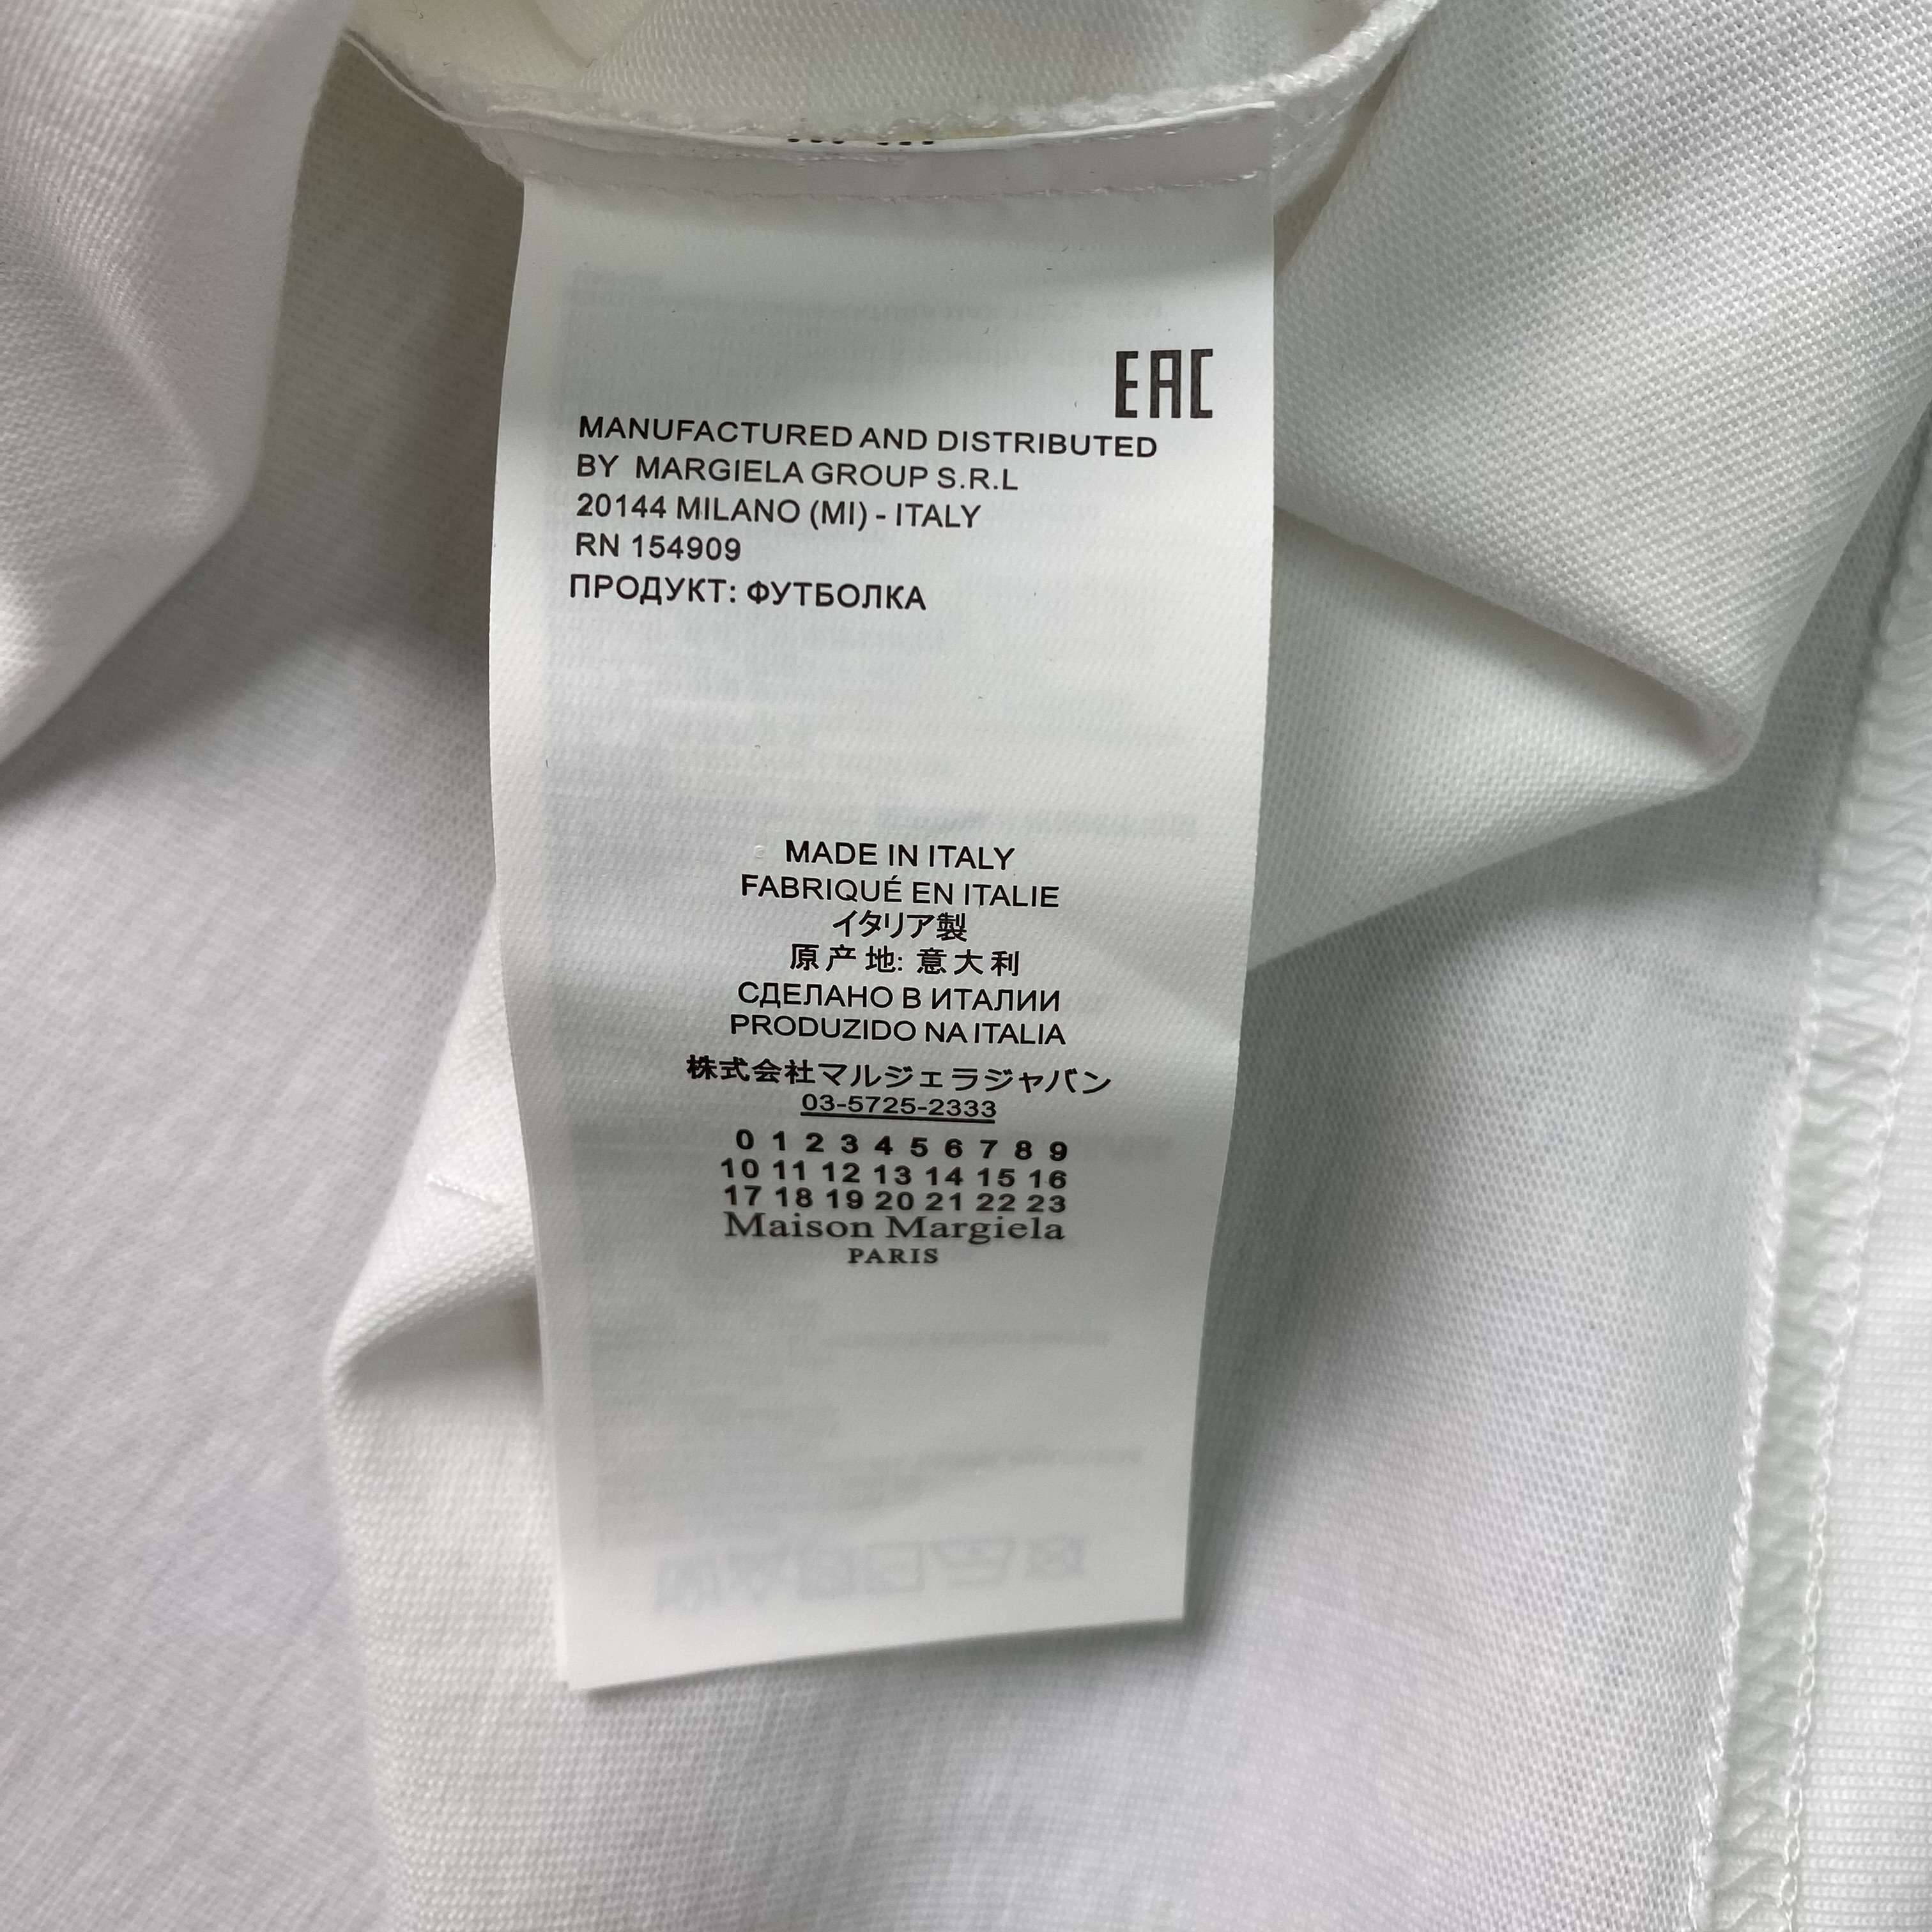 EAC
MANUFACTURED AND DISTRIBUTED
BY MARGIELA GROUP S.R.L
20144 MILANO (MI) - ITALY
RN 154909
ПРОДУКТ: ФУТБОЛКА
MADE IN ITALY
FABRIQUÉ EN ITALIE
イタリア製
原产地: 意大利
СДЕЛАНО В ИТАЛИИ
PRODUZIDO NA ITALIA
株式会社マルジェラジャパン
03-5725-2333
0 1 2 3 4 5 6 7 8 9
10 11 12 13 14 15 16
17 18 19 20 21 22 23
Maison Margiela
PARIS